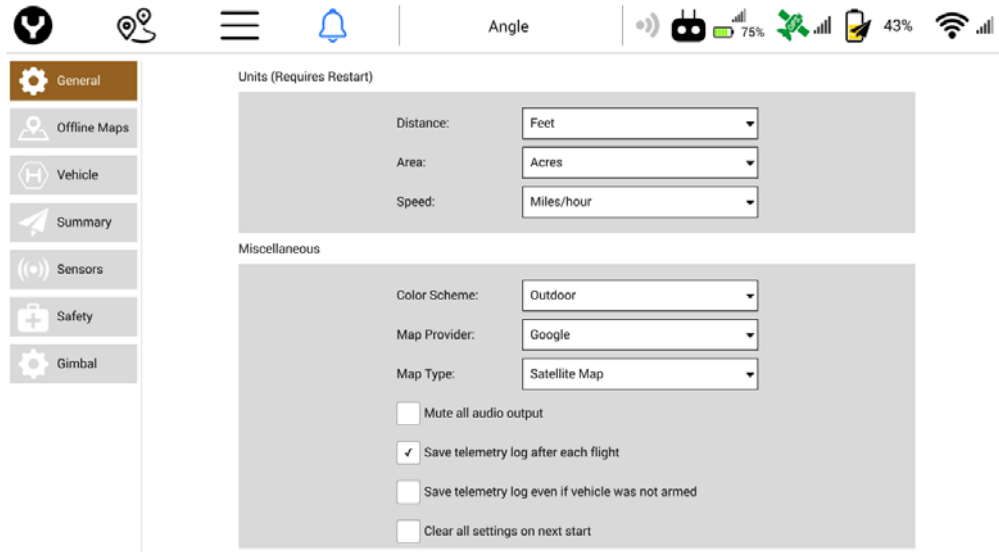 Angle
75%
43%
General
Offline Maps
Vehicle
Summary
Sensors
Safety
Gimbal
Units (Requires Restart)
Distance: Feet
Area: Acres
Speed: Miles/hour
Miscellaneous
Color Scheme: Outdoor
Map Provider: Google
Map Type: Satellite Map
Mute all audio output
Save telemetry log after each flight
Save telemetry log even if vehicle was not armed
Clear all settings on next start